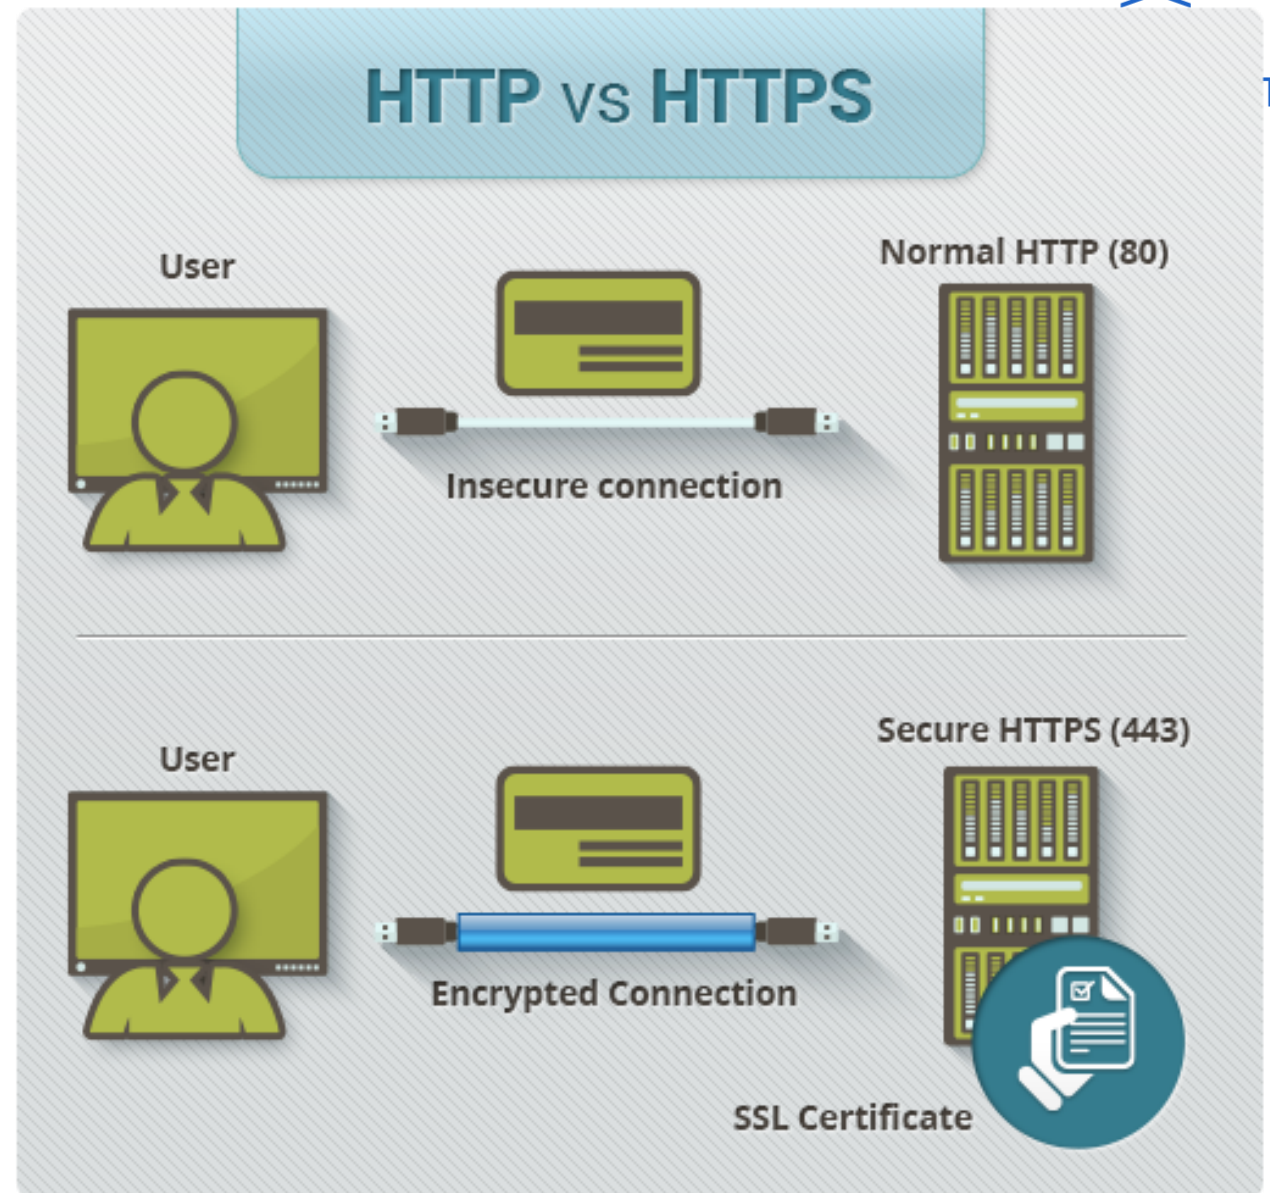 HTTP vs HTTPS
User
Normal HTTP (80)
Insecure connection
User
Secure HTTPS (443)
Encrypted Connection
SSL Certificate